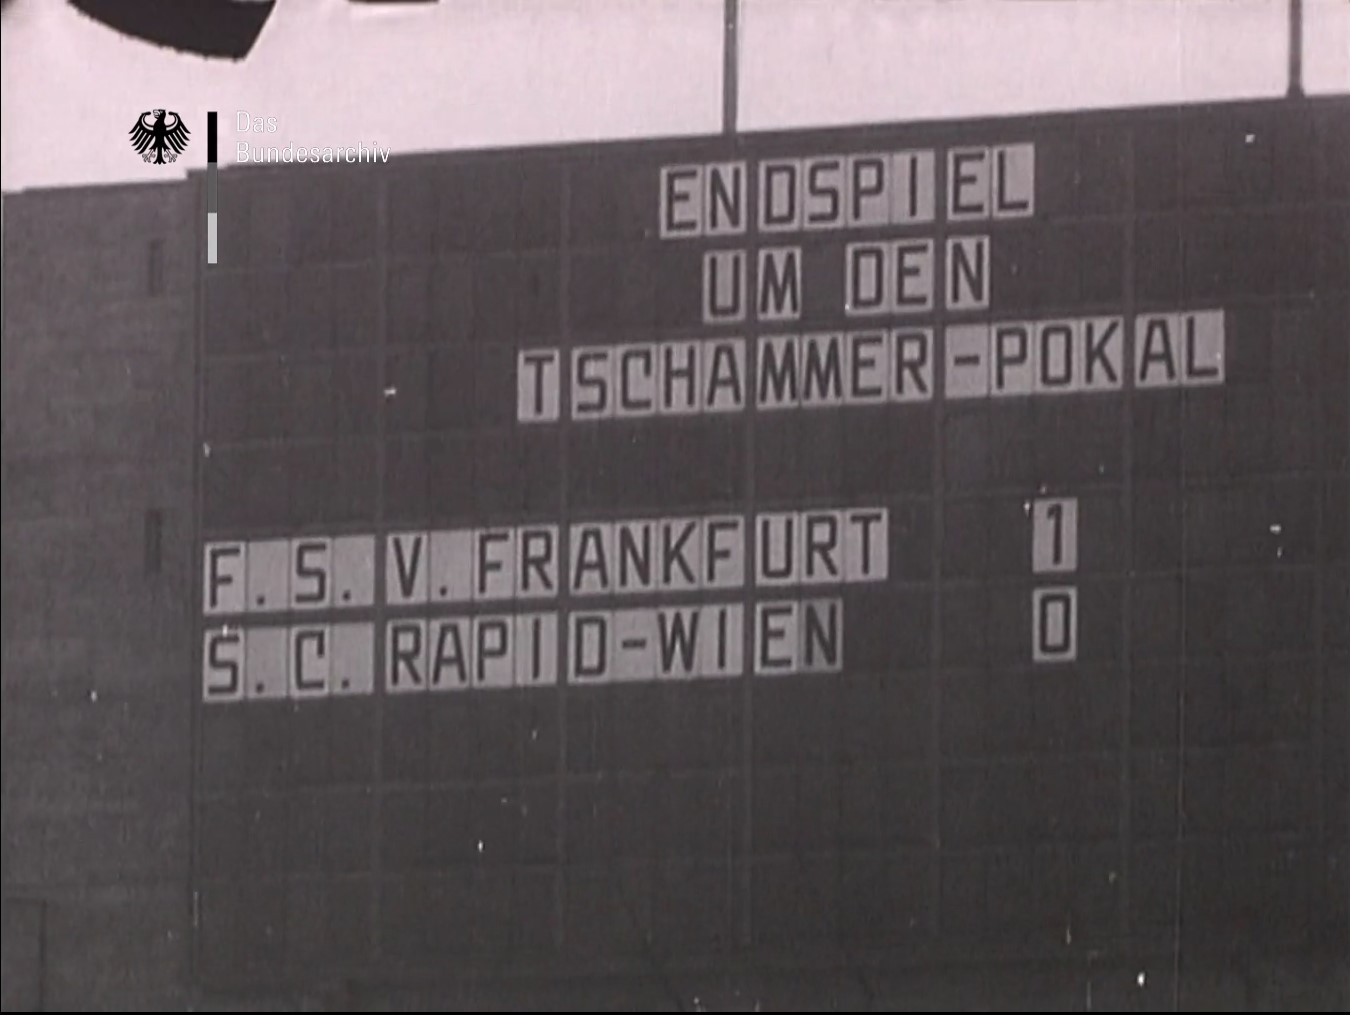 Das
Bundesarchiv
ENDSPIEL
UM DEN
TSCHAMMER-POKAL
F.S.V.FRANKFURT 1
S.C.RAPID-WIEN 0